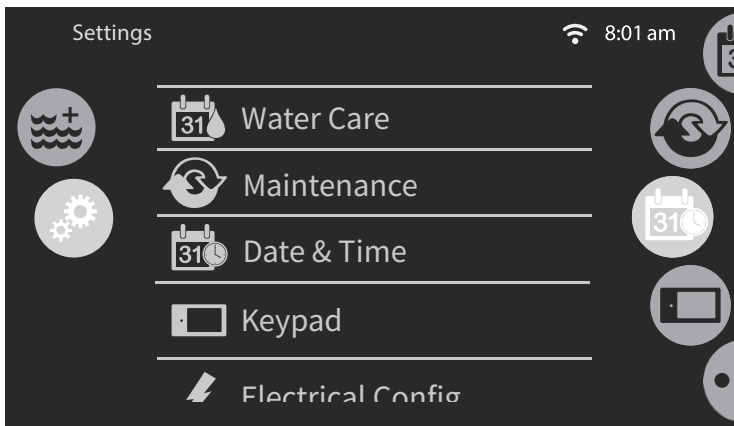 Settings
8:01 am
31
Water Care
Maintenance
31
Date & Time
31
Keypad
Electrical Config